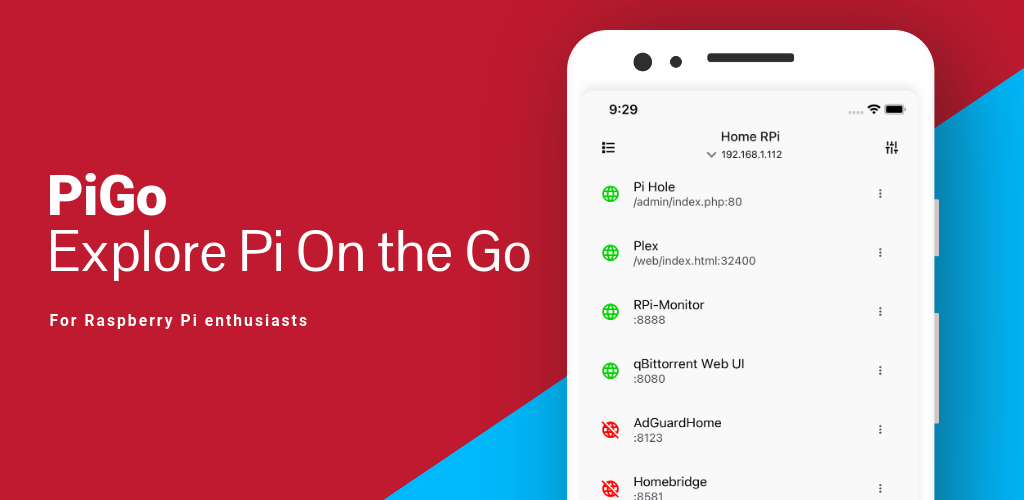 PiGo
Explore Pi On the Go
For Raspberry Pi enthusiasts
9:29
Home RPi
192.168.1.112
Pi Hole
/admin/index.php:80
Plex
/web/index.html:32400
RPi-Monitor
:8888
qBittorrent Web UI
:8080
AdGuardHome
:8123
Homebridge
:8581